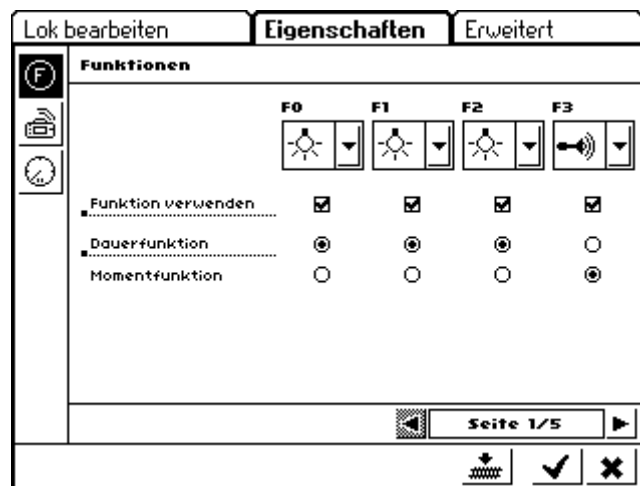 Lok bearbeiten Eigenschaften Erweitert
F Funktionen
F0 F1 F2 F3
Funktion verwenden
Dauerfunktion
Momentfunktion
Seite 1/5